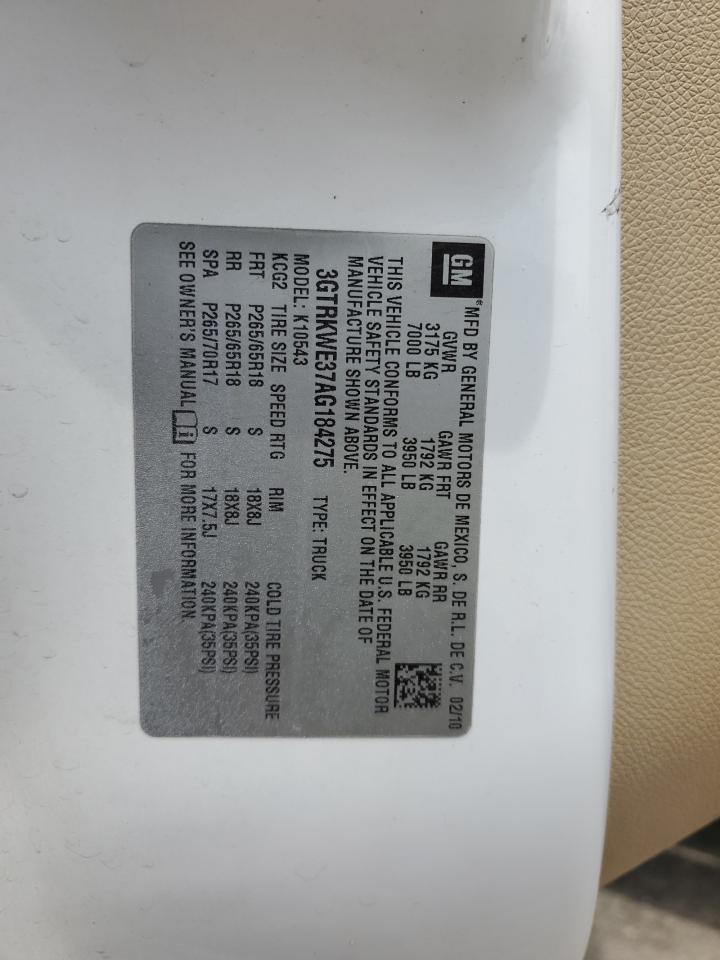 GM
MFD BY GENERAL MOTORS DE MEXICO, S. DE R.L. DE C.V. 02/10
GVWR GAWR FRT GAWR RR
3175 KG 1792 KG 1792 KG
7000 LB 3950 LB 3950 LB
THIS VEHICLE CONFORMS TO ALL APPLICABLE U.S. FEDERAL MOTOR
VEHICLE SAFETY STANDARDS IN EFFECT ON THE DATE OF
MANUFACTURE SHOWN ABOVE.
3GTRKWE37AG184275 TYPE: TRUCK
MODEL: K10543
KCG2 TIRE SIZE SPEED RTG RIM COLD TIRE PRESSURE
FRT P265/65R18 S 18X8J 240KPA(35PSI)
RR P265/65R18 S 18X8J 240KPA(35PSI)
SPA P265/70R17 S 17X7.5J 240KPA(35PSI)
SEE OWNER'S MANUAL i FOR MORE INFORMATION